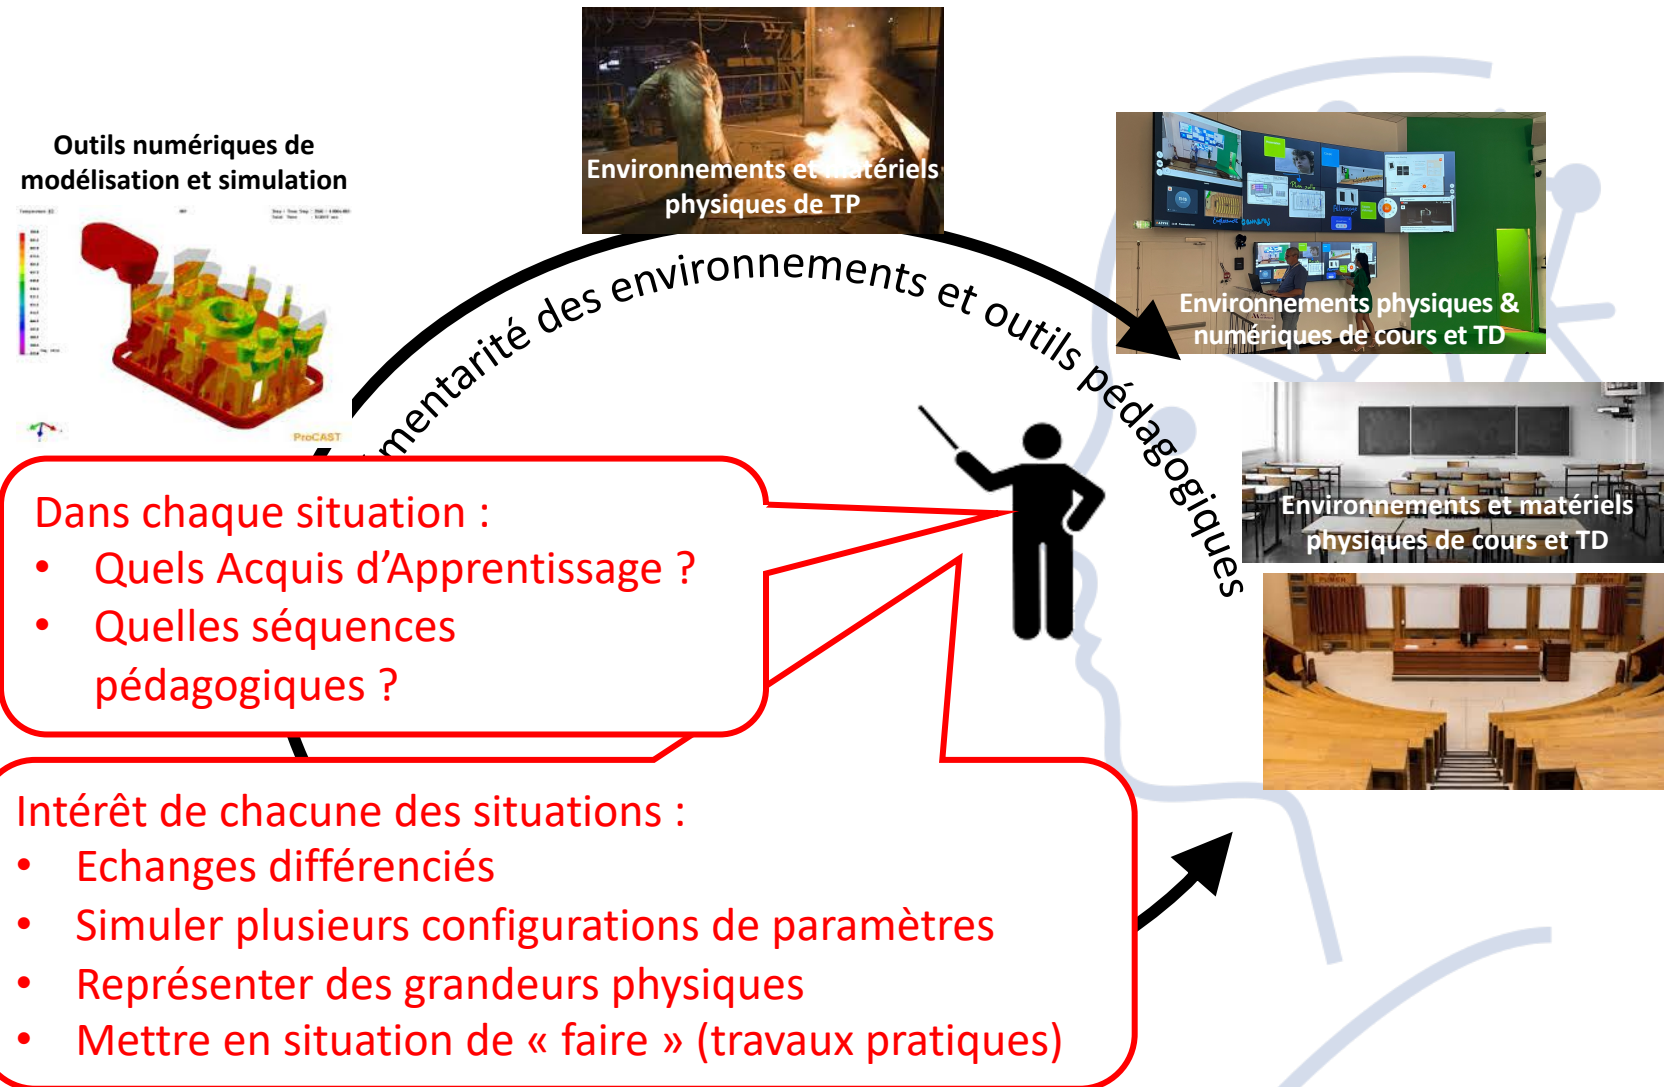 Outils numériques de
modélisation et simulation
ProCAST
Environnements et matériels
physiques de TP
Environnements physiques &
numériques de cours et TD
Environnements et matériels
physiques de cours et TD
mentarité des environnements et outils pédagogiques
Dans chaque situation :
• Quels Acquis d’Apprentissage ?
• Quelles séquences
pédagogiques ?
Intérêt de chacune des situations :
• Echanges différenciés
• Simuler plusieurs configurations de paramètres
• Représenter des grandeurs physiques
• Mettre en situation de « faire » (travaux pratiques)